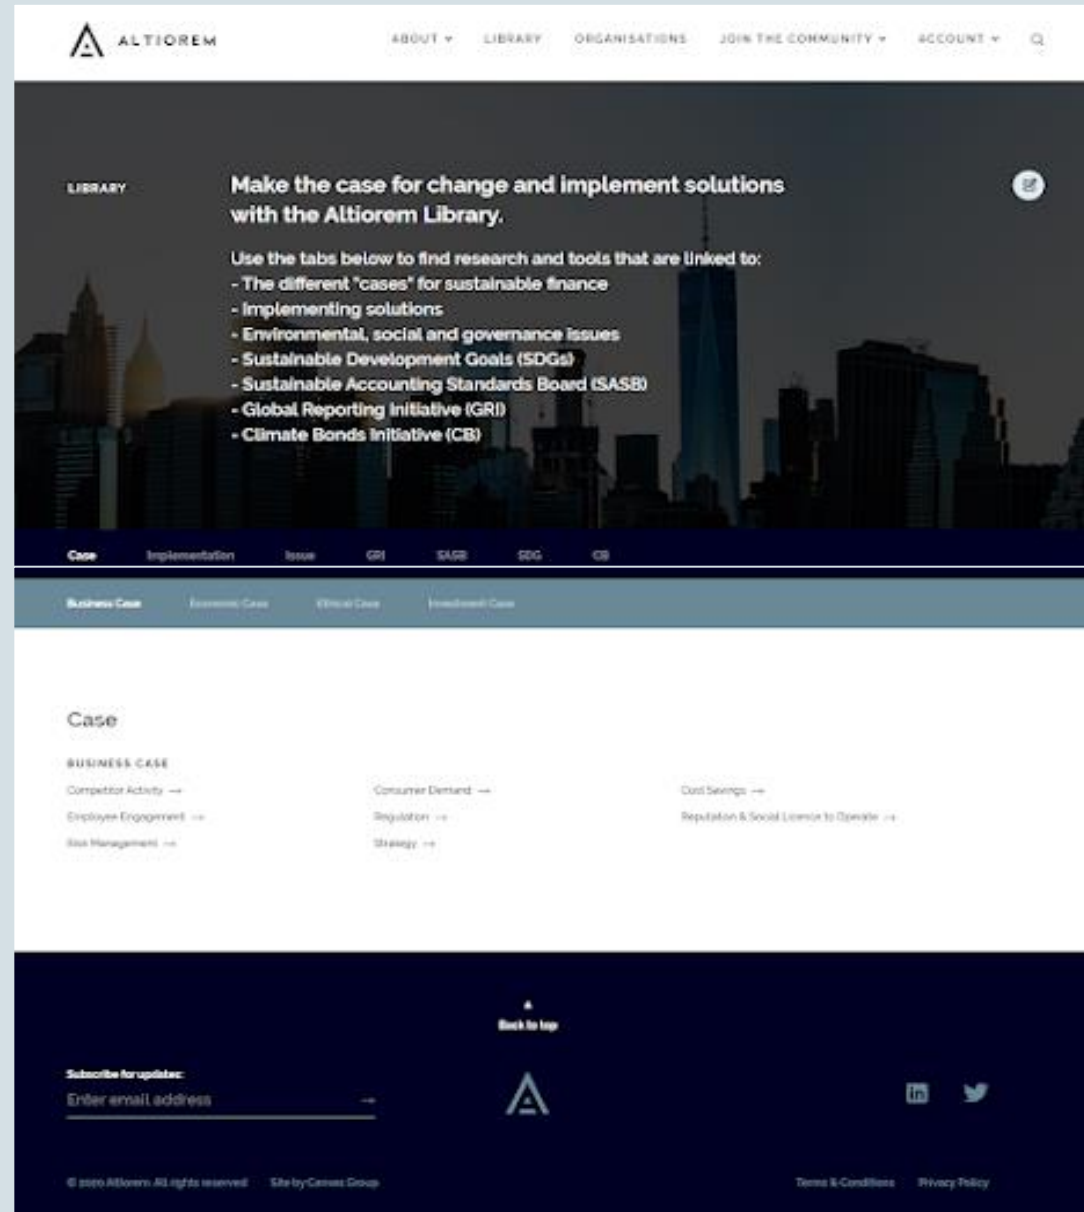 ALTIOREM
ABOUT LIBRARY ORGANISATIONS JOIN THE COMMUNITY ACCOUNT
LIBRARY
Make the case for change and implement solutions
with the Altiorem Library.
Use the tabs below to find research and tools that are linked to:
- The different "cases" for sustainable finance
- Implementing solutions
- Environmental, social and governance issues
- Sustainable Development Goals (SDGs)
- Sustainable Accounting Standards Board (SASB)
- Global Reporting Initiative (GRI)
- Climate Bonds Initiative (CB)
Case Implementation Issue GRI SASB SDG CB
Business Case Economic Case Ethical Case Investment Case
Case
BUSINESS CASE
Competitor Activity → Consumer Demand → Cost Savings →
Employee Engagement → Regulation → Reputation & Social Licence to Operate →
Risk Management → Strategy →
Back to top
Subscribe for updates:
Enter email address →
© 2020 Altiorem. All rights reserved Site by Canvas Group Terms & Conditions Privacy Policy